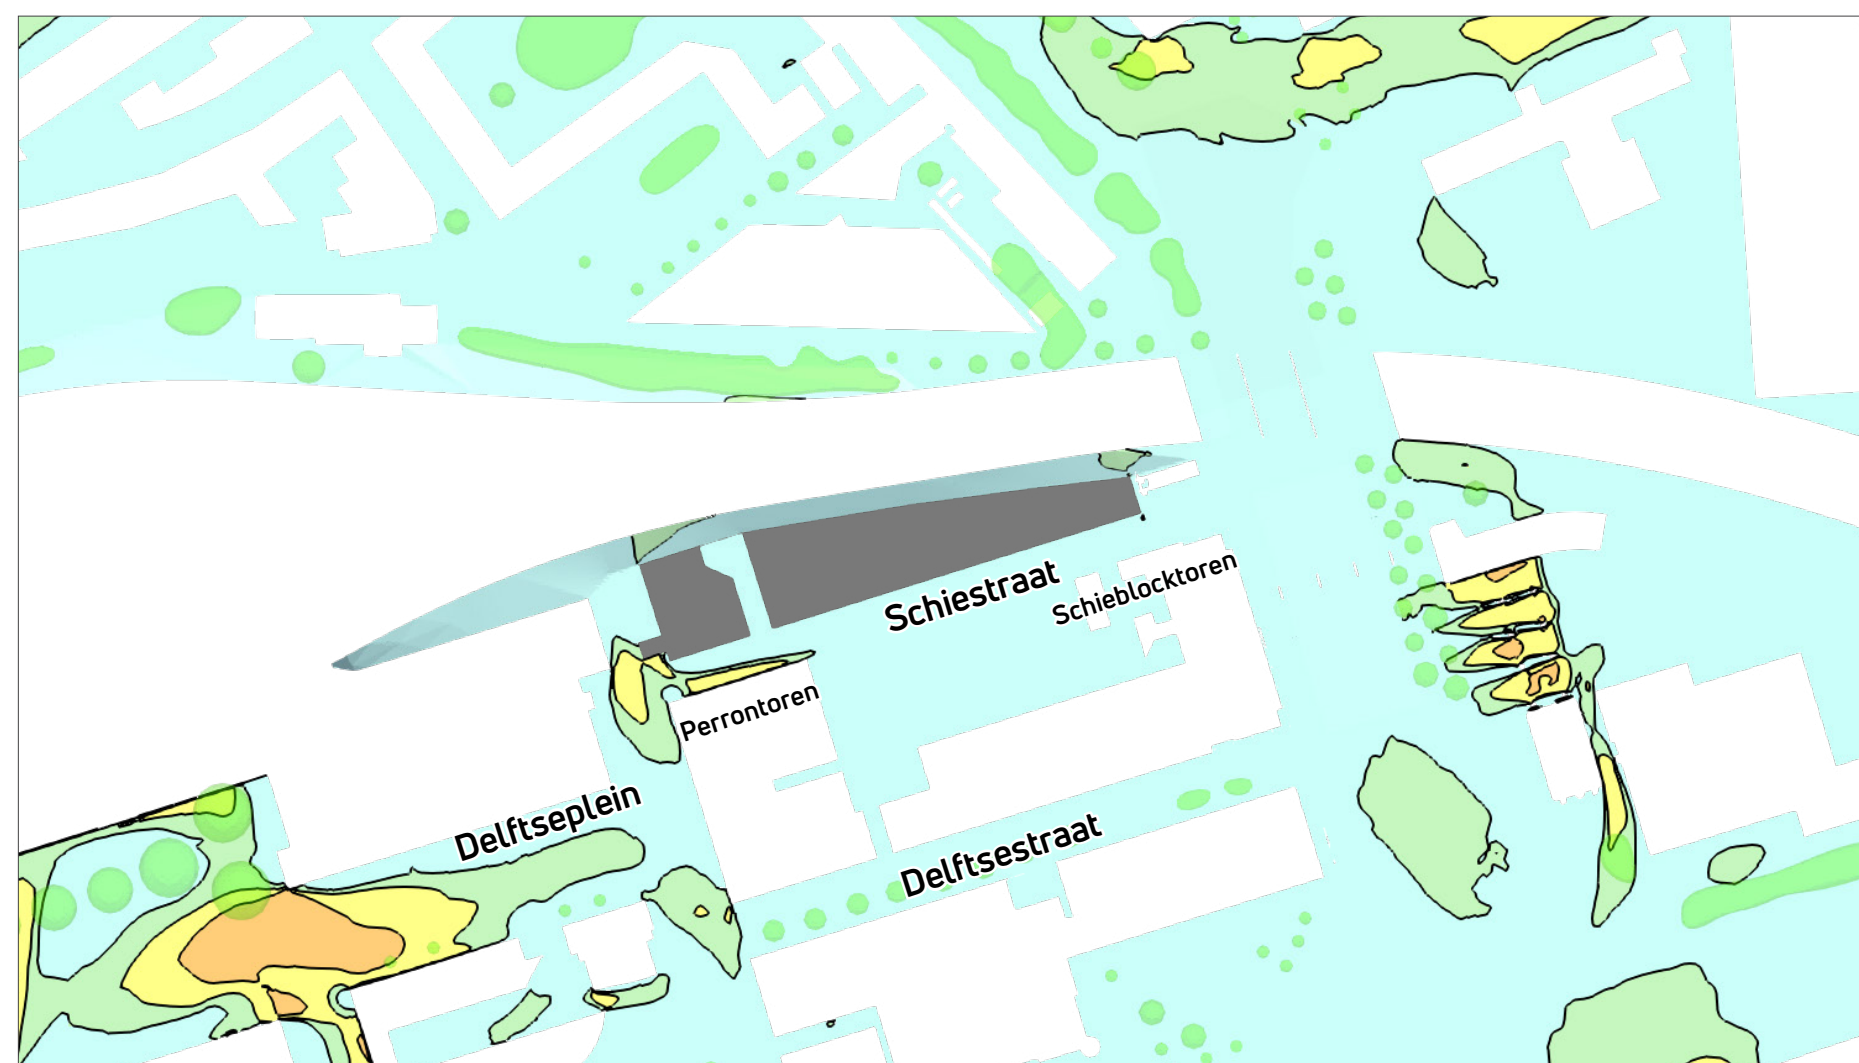 Schiestraat
Schieblocktoren
Perrontoren
Delftseplein
Delftsestraat